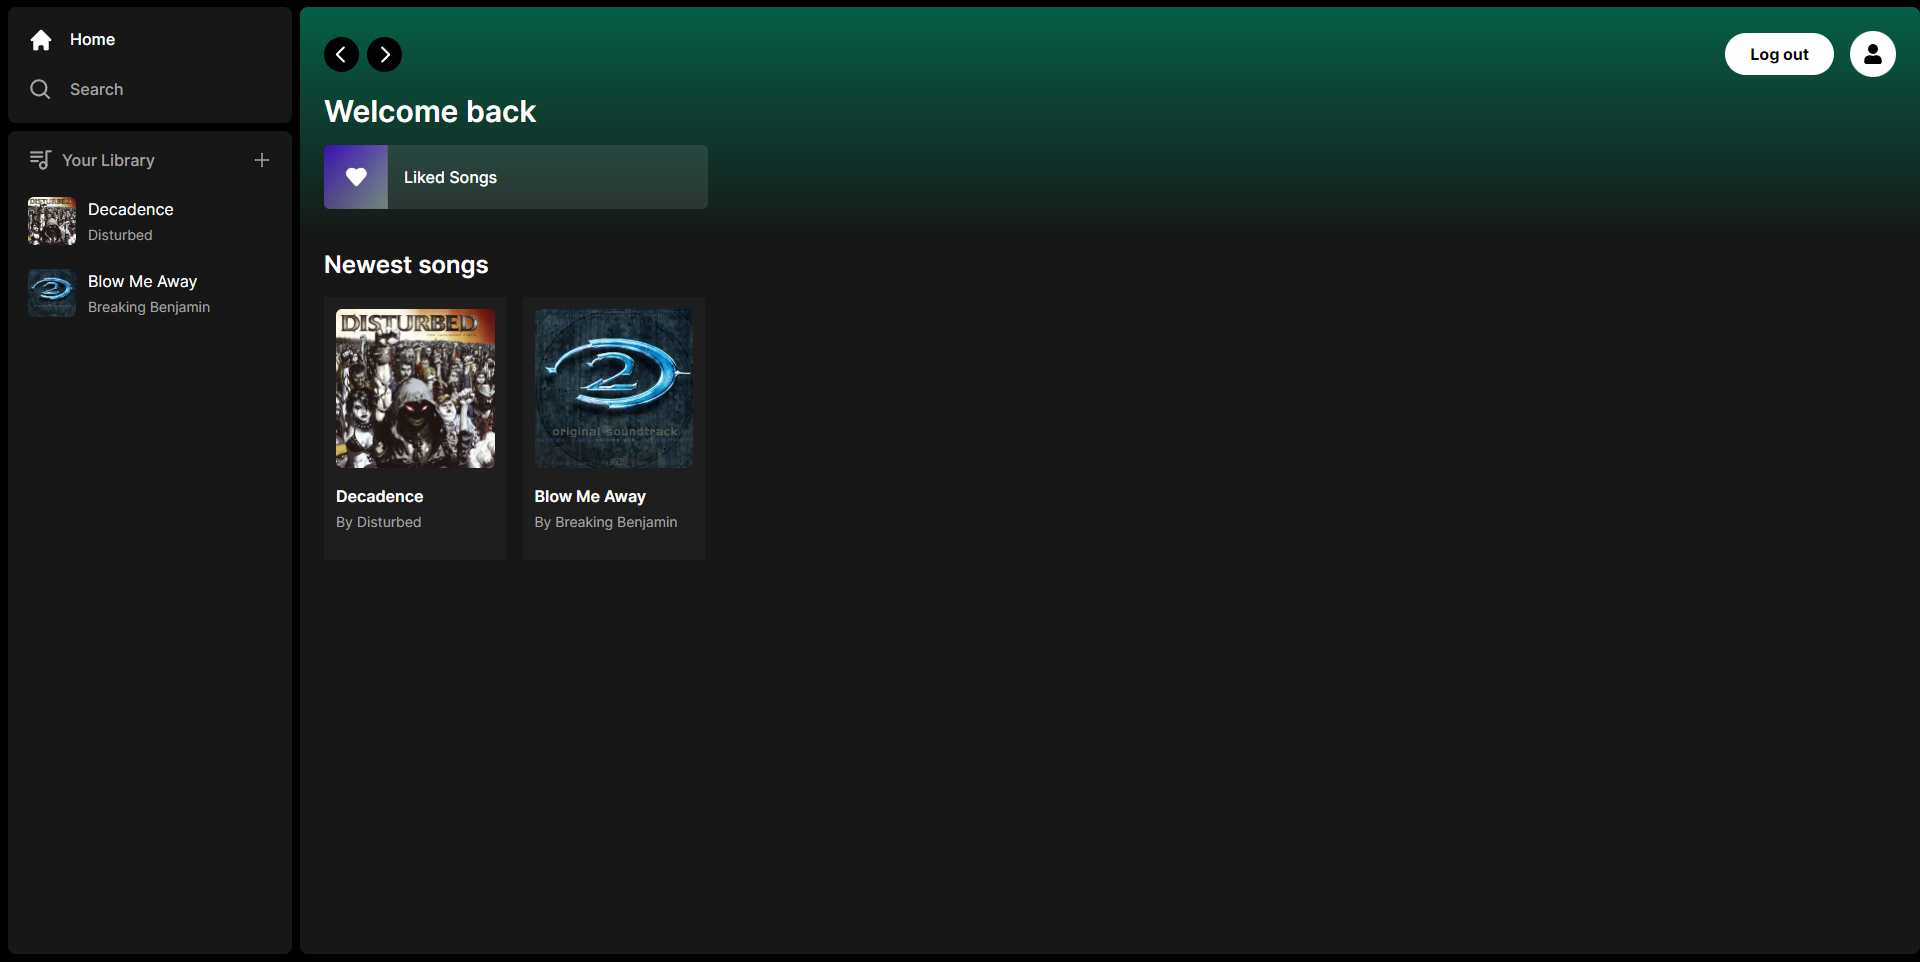 Home
Search
Your Library
Decadence
Disturbed
Blow Me Away
Breaking Benjamin
Log out
Welcome back
Liked Songs
Newest songs
DISTURBED
Decadence
By Disturbed
2
original soundtrack
Blow Me Away
By Breaking Benjamin